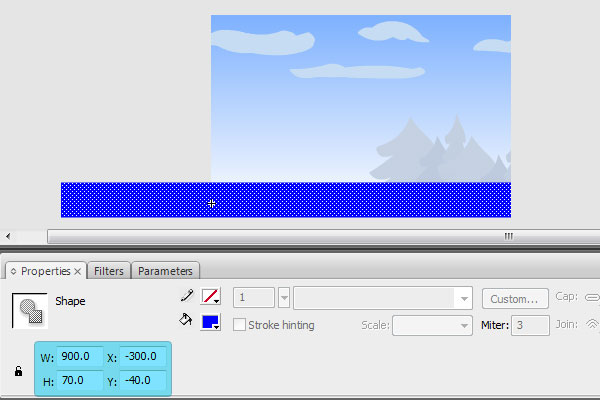 Properties Filters Parameters
Shape
1 Custom... Cap:
Stroke hinting Scale: Miter: 3 Join:
W: 900.0 X: -300.0
H: 70.0 Y: -40.0